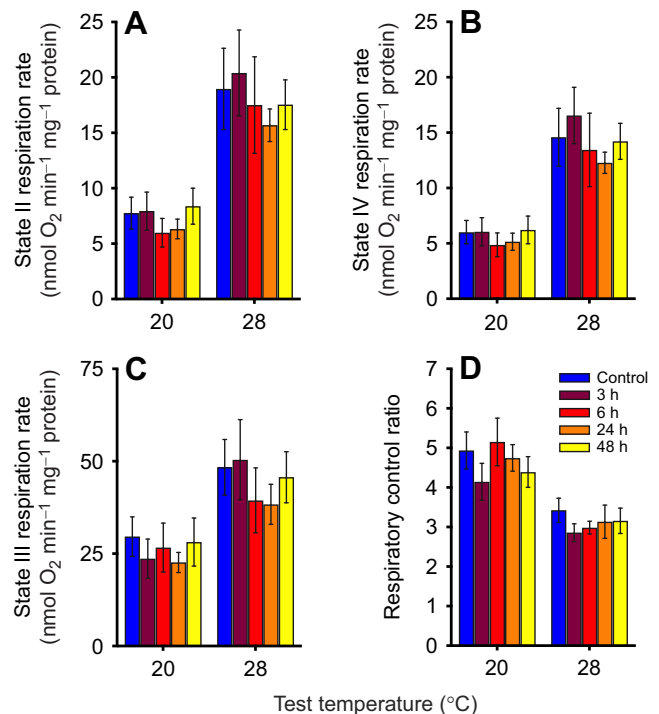 A
State II respiration rate
(nmol O₂ min⁻¹ mg⁻¹ protein)
25
20
15
10
5
0
20
28
B
State IV respiration rate
(nmol O₂ min⁻¹ mg⁻¹ protein)
25
20
15
10
5
0
20
28
C
State III respiration rate
(nmol O₂ min⁻¹ mg⁻¹ protein)
75
50
25
0
20
28
D
Respiratory control ratio
7
6
5
4
3
2
1
0
Control
3 h
6 h
24 h
48 h
20
28
Test temperature (°C)